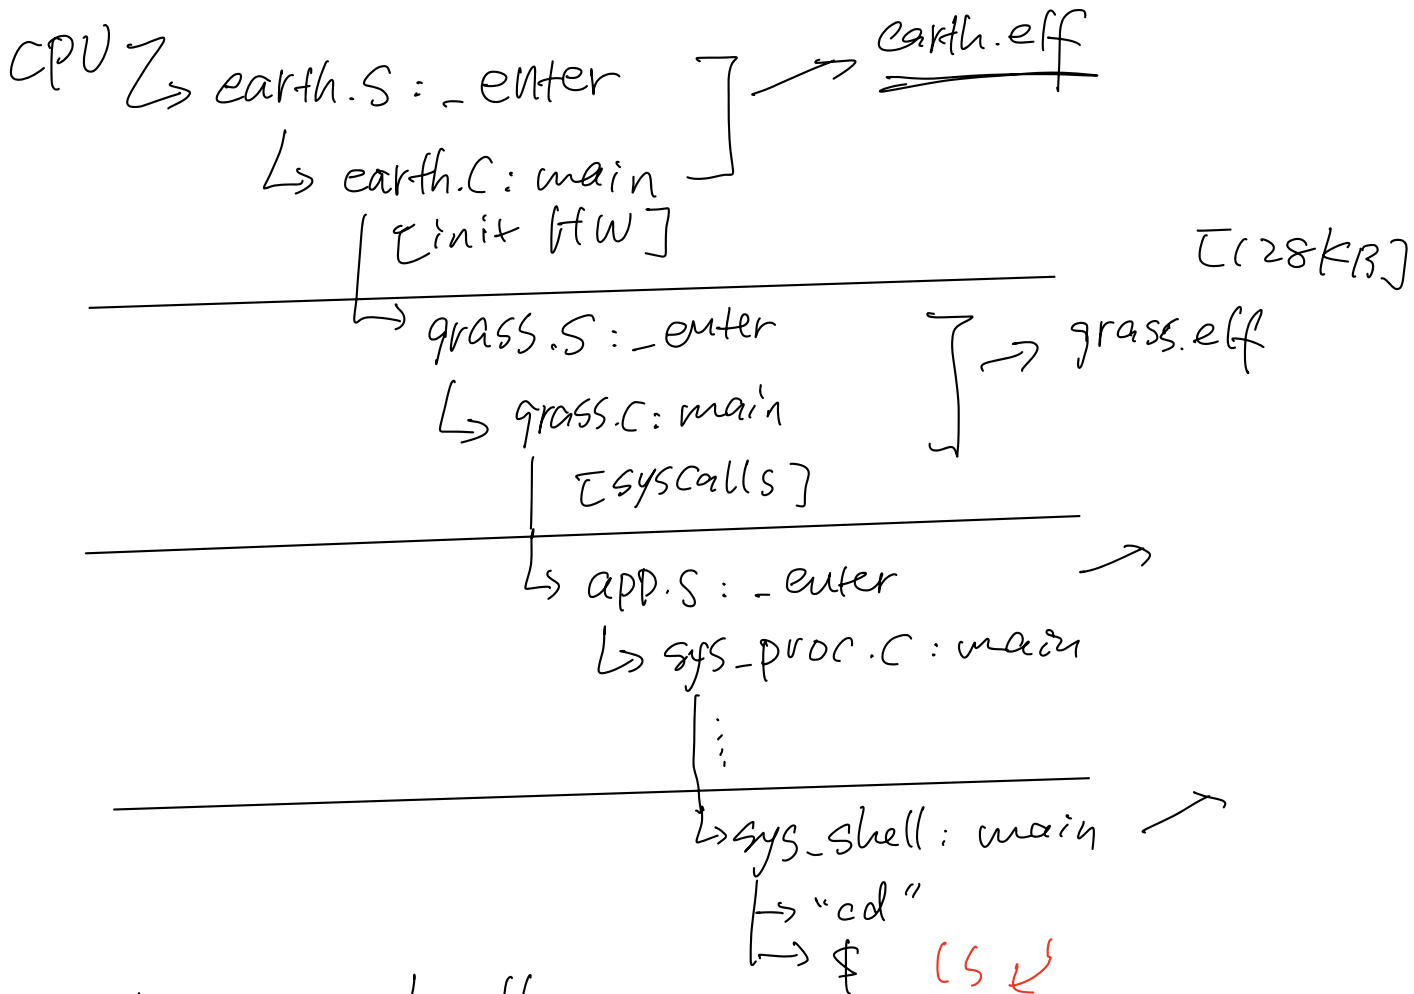 CPU earth.S : _enter earth.elf
earth.c : main
[init HW]
[128KB]
grass.S : _enter grass.elf
grass.c : main
[syscalls]
app.S : _enter
sys_proc.c : main
sys_shell : main
"cd"
$ ls